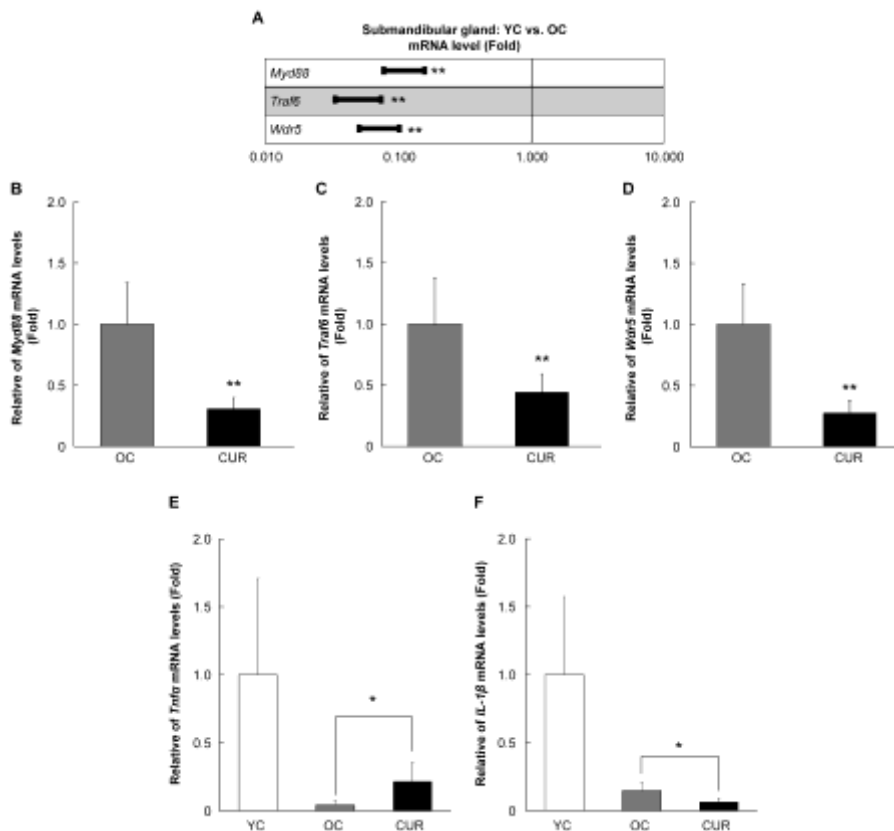 A
Submandibular gland: YC vs. OC
mRNA level (Fold)
Myd88
**
Traf6
**
Wdr5
**
0.010
0.100
1.000
10.000
B
Relative of Myd88 mRNA levels
(Fold)
2.0
1.5
1.0
0.5
0
**
OC
CUR
C
Relative of Traf6 mRNA levels
(Fold)
2.0
1.5
1.0
0.5
0
**
OC
CUR
D
Relative of Wdr5 mRNA levels
(Fold)
2.0
1.5
1.0
0.5
0
**
OC
CUR
E
Relative of Tnfα mRNA levels (Fold)
2.0
1.5
1.0
0.5
0
*
YC
OC
CUR
F
Relative of IL-1β mRNA levels (Fold)
2.0
1.5
1.0
0.5
0
*
YC
OC
CUR